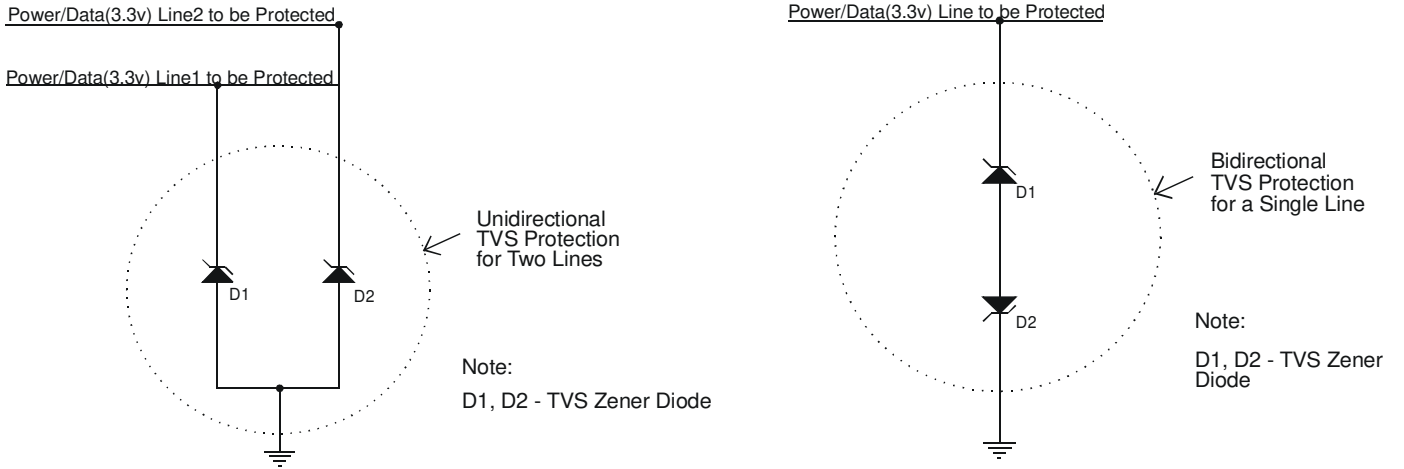 Power/Data(3.3v) Line2 to be Protected
Power/Data(3.3v) Line1 to be Protected
D1
D2
Unidirectional
TVS Protection
for Two Lines
Note:
D1, D2 - TVS Zener Diode
Power/Data(3.3v) Line to be Protected
D1
D2
Bidirectional
TVS Protection
for a Single Line
Note:
D1, D2 - TVS Zener
Diode